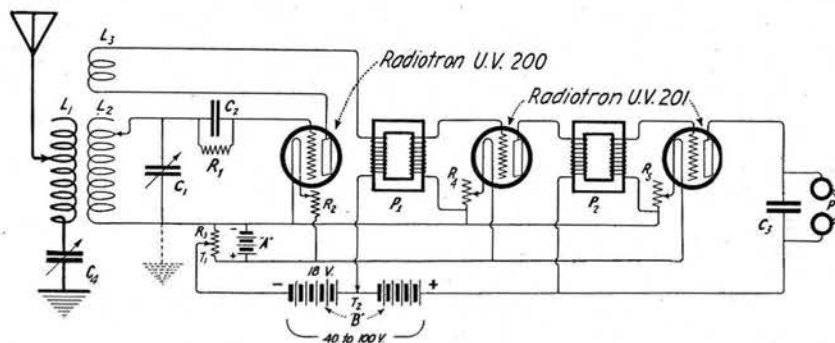 L3
Radiotron U.V. 200
Radiotron U.V. 201
L1
L2
C2
R1
C1
R2
P1
R4
P2
R5
C3
P
C4
R3
T1
-
"A"
+
18 V.
-
T2
+
"B"
40 to 100 V.